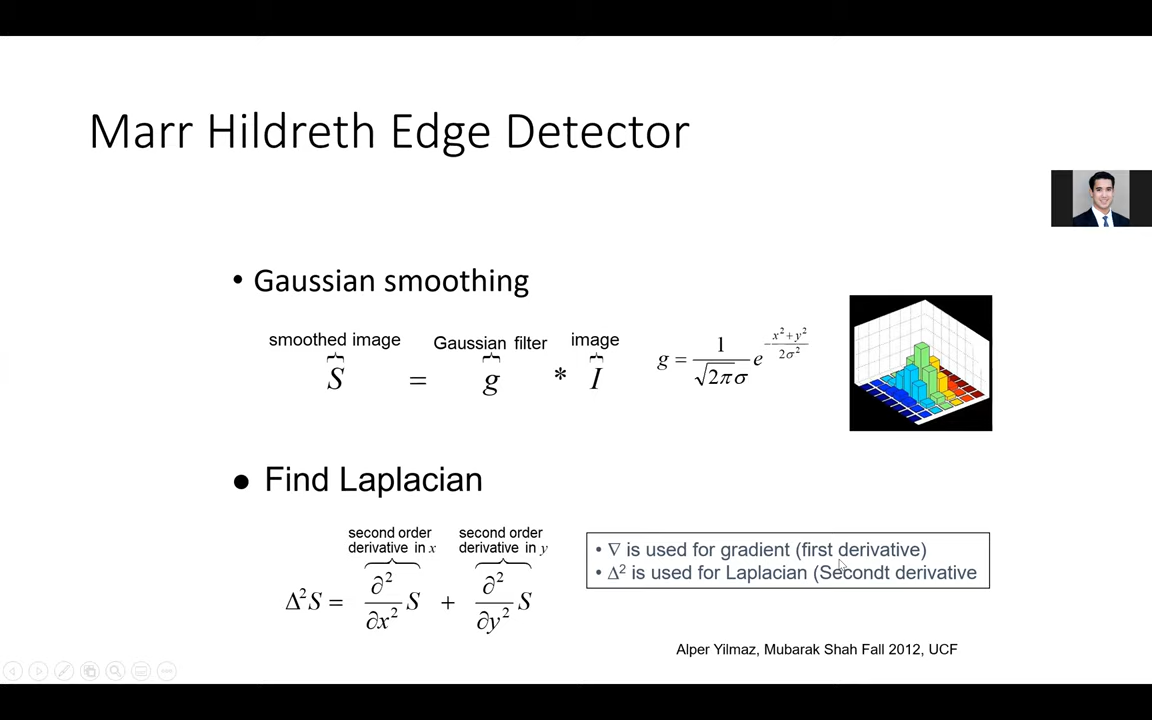 Marr Hildreth Edge Detector
• Gaussian smoothing
smoothed image Gaussian filter image
S = g * I
g = 1/(√2πσ) e^(-(x²+y²)/(2σ²))
● Find Laplacian
second order derivative in x second order derivative in y
Δ²S = ∂²/∂x² S + ∂²/∂y² S
• ∇ is used for gradient (first derivative)
• Δ² is used for Laplacian (Secondt derivative
Alper Yilmaz, Mubarak Shah Fall 2012, UCF